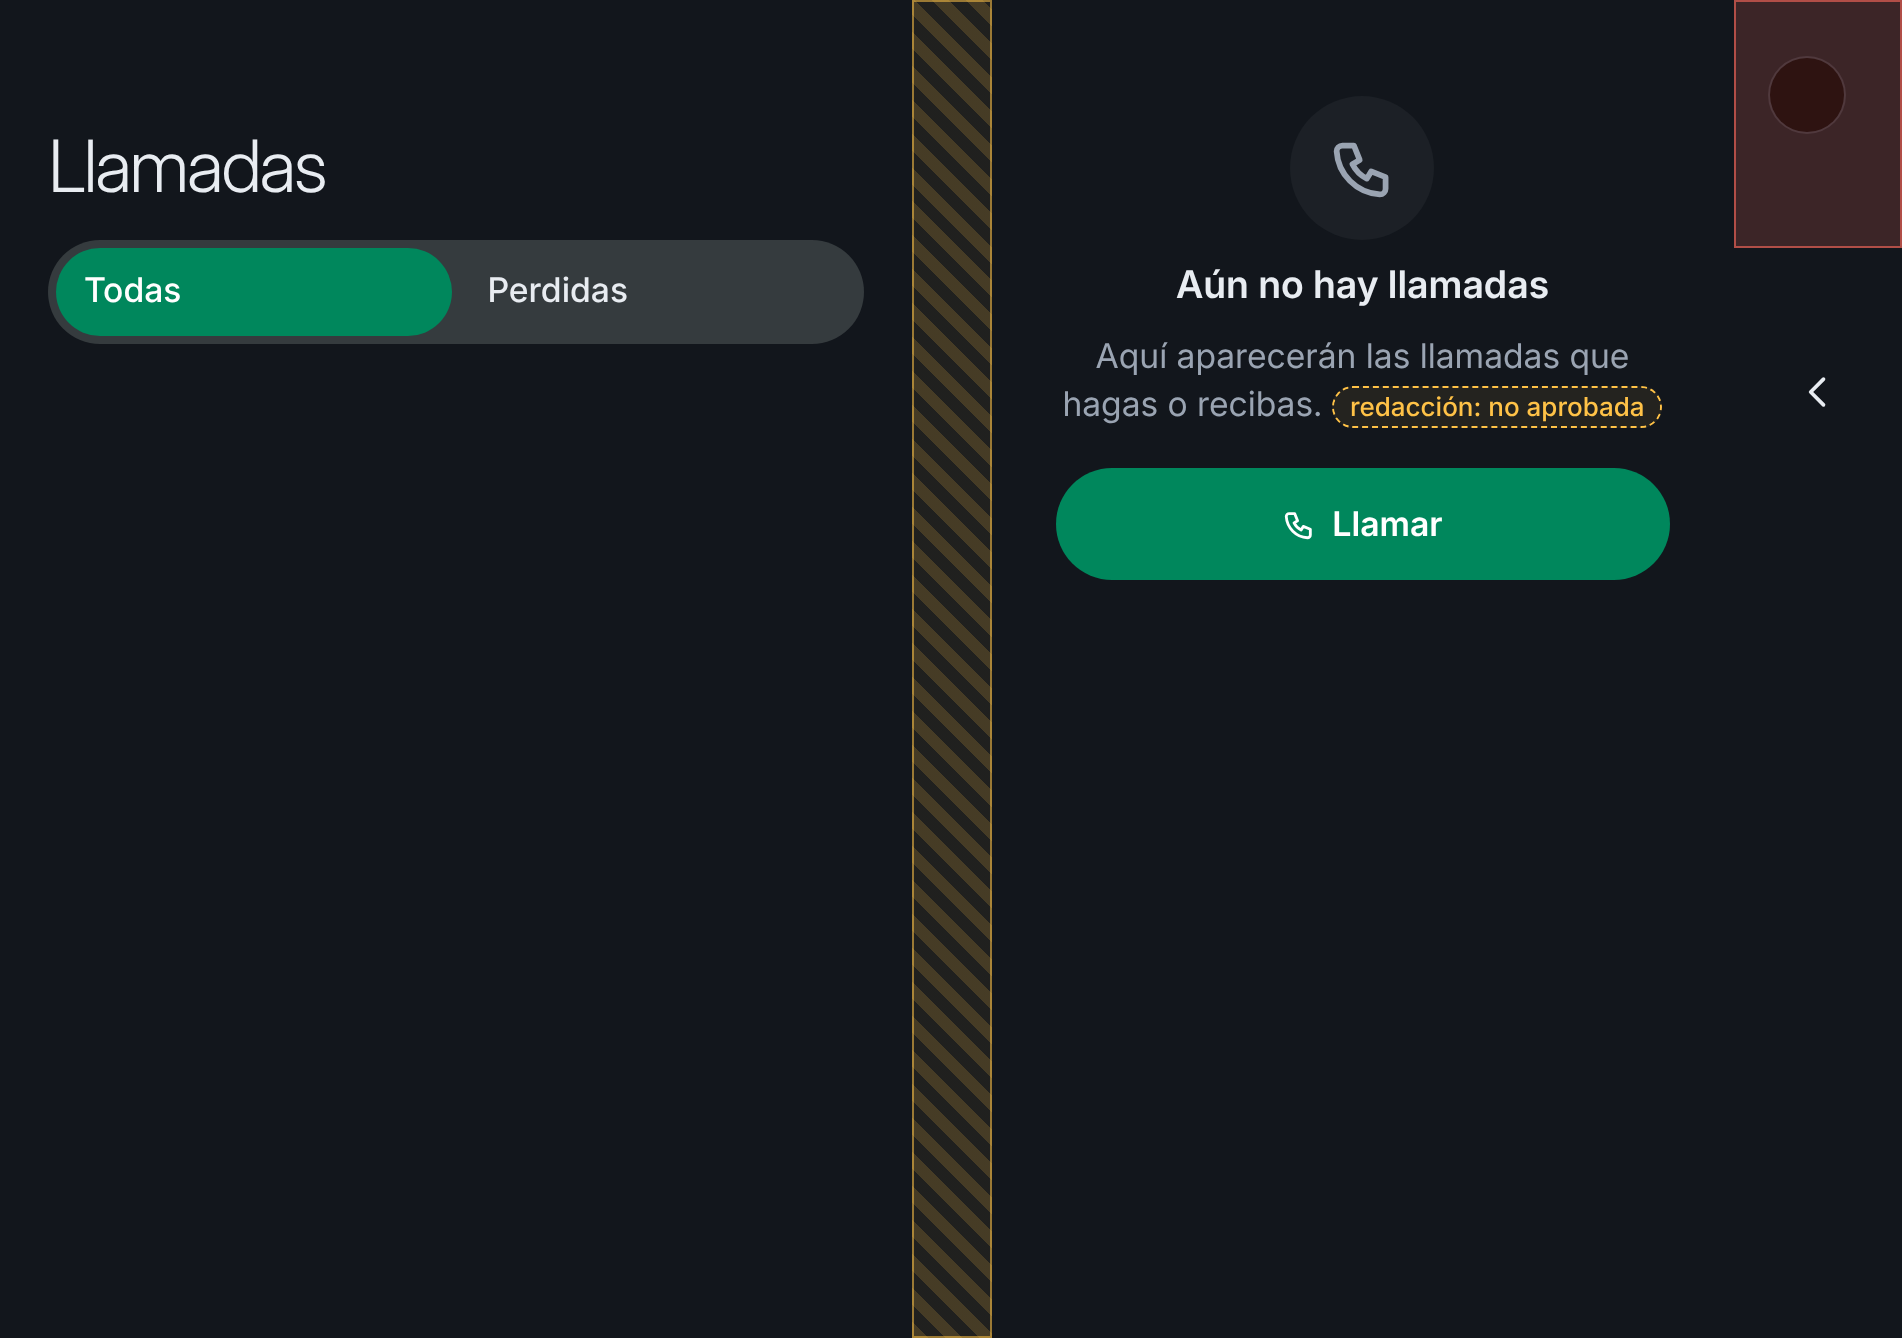 Llamadas
Todas
Perdidas
Aún no hay llamadas
Aquí aparecerán las llamadas que
hagas o recibas. redacción: no aprobada
Llamar